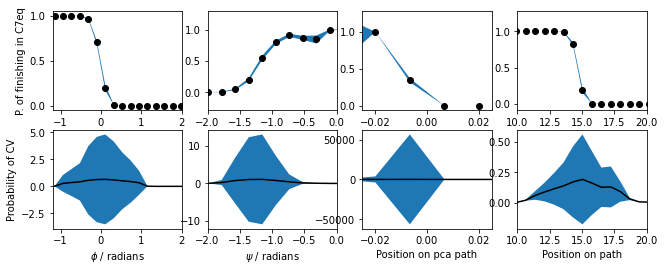 P. of finishing in C7eq
1.0
0.5
0.0
−1 0 1 2
1.0
0.5
0.0
−2.0 −1.5 −1.0 −0.5 0.0
1.0
0.5
0.0
−0.02 0.00 0.02
1.0
0.5
0.0
10.0 12.5 15.0 17.5 20.0
Probability of CV
5.0
2.5
0.0
−2.5
−1 0 1 2
ϕ / radians
10
0
−10
−2.0 −1.5 −1.0 −0.5 0.0
ψ / radians
50000
0
−50000
−0.02 0.00 0.02
Position on pca path
0.50
0.25
0.00
10.0 12.5 15.0 17.5 20.0
Position on path